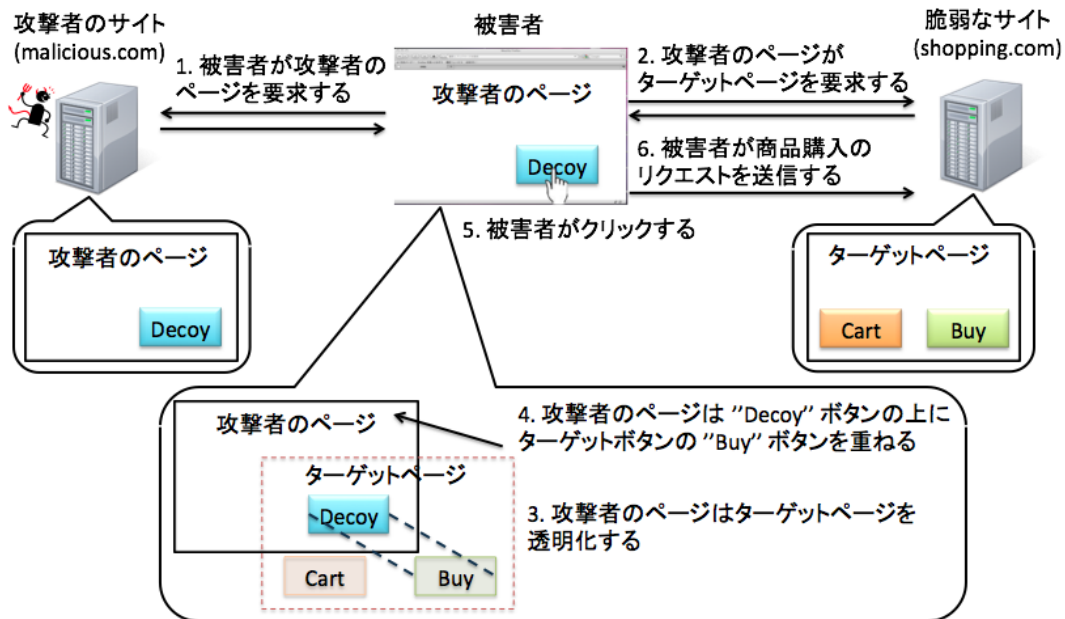 攻撃者のサイト
(malicious.com)
被害者
脆弱なサイト
(shopping.com)
1. 被害者が攻撃者の
ページを要求する
攻撃者のページ
Decoy
2. 攻撃者のページが
ターゲットページを要求する
6. 被害者が商品購入の
リクエストを送信する
5. 被害者がクリックする
攻撃者のページ
Decoy
ターゲットページ
Cart
Buy
攻撃者のページ
ターゲットページ
Decoy
Cart
Buy
4. 攻撃者のページは "Decoy" ボタンの上に
ターゲットボタンの "Buy" ボタンを重ねる
3. 攻撃者のページはターゲットページを
透明化する